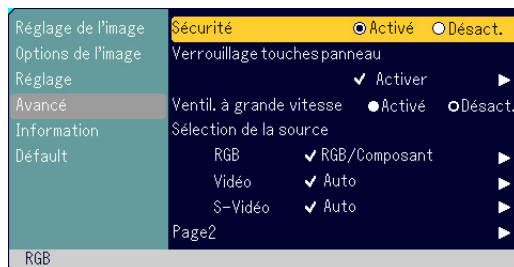 Réglage de l'image
Options de l'image
Réglage
Avancé
Information
Défault
Sécurité Activé Désact.
Verrouillage touches panneau
Activer
Ventil. à grande vitesse Activé Désact.
Sélection de la source
RGB RGB/Composant
Vidéo Auto
S-Vidéo Auto
Page2
RGB